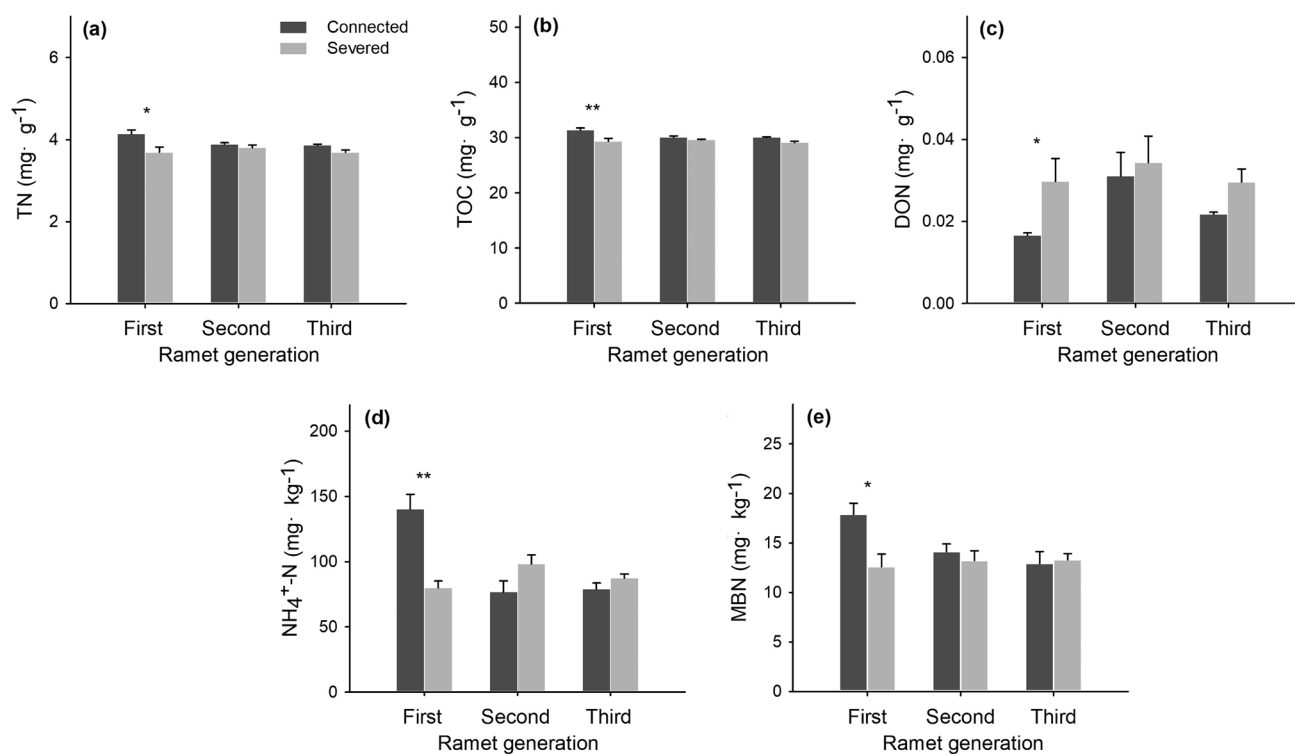 (a)
Connected
Severed
TN (mg· g-1)
6
4
2
0
*
First Second Third
Ramet generation
(b)
TOC (mg· g-1)
50
40
30
20
10
0
**
First Second Third
Ramet generation
(c)
DON (mg· g-1)
0.06
0.04
0.02
0.00
*
First Second Third
Ramet generation
(d)
NH4+-N (mg· kg-1)
200
150
100
50
0
**
First Second Third
Ramet generation
(e)
MBN (mg· kg-1)
25
20
15
10
5
0
*
First Second Third
Ramet generation